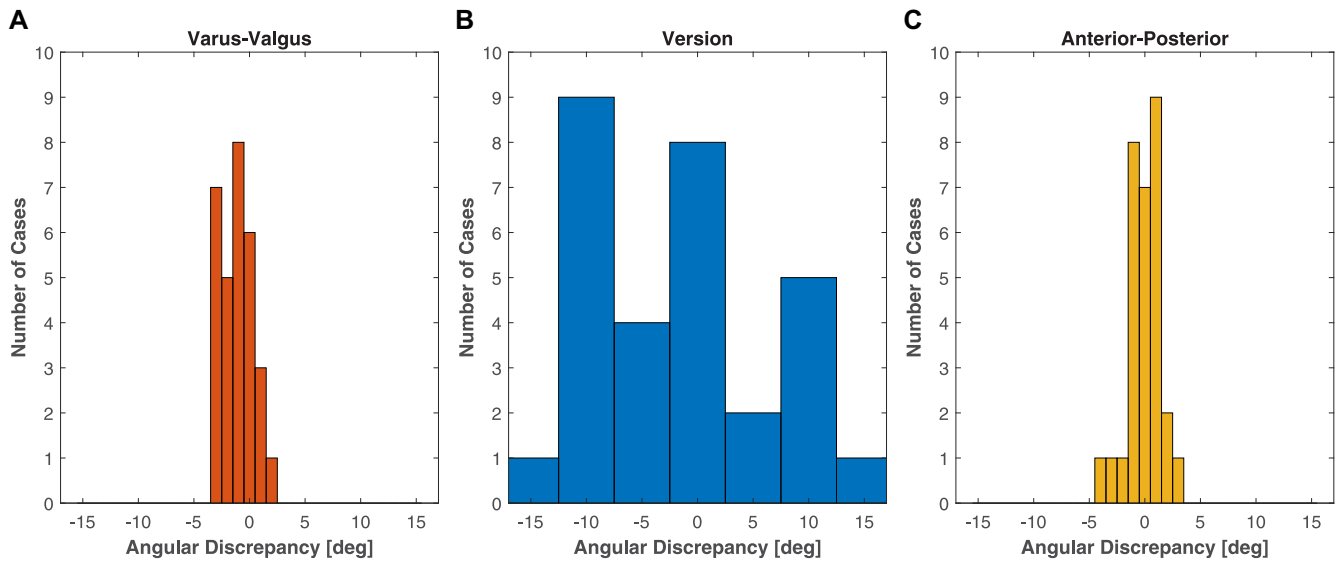 A
Varus-Valgus
10
9
8
7
6
5
4
3
2
1
0
Number of Cases
-15 -10 -5 0 5 10 15
Angular Discrepancy [deg]
B
Version
10
9
8
7
6
5
4
3
2
1
0
Number of Cases
-15 -10 -5 0 5 10 15
Angular Discrepancy [deg]
C
Anterior-Posterior
10
9
8
7
6
5
4
3
2
1
0
Number of Cases
-15 -10 -5 0 5 10 15
Angular Discrepancy [deg]